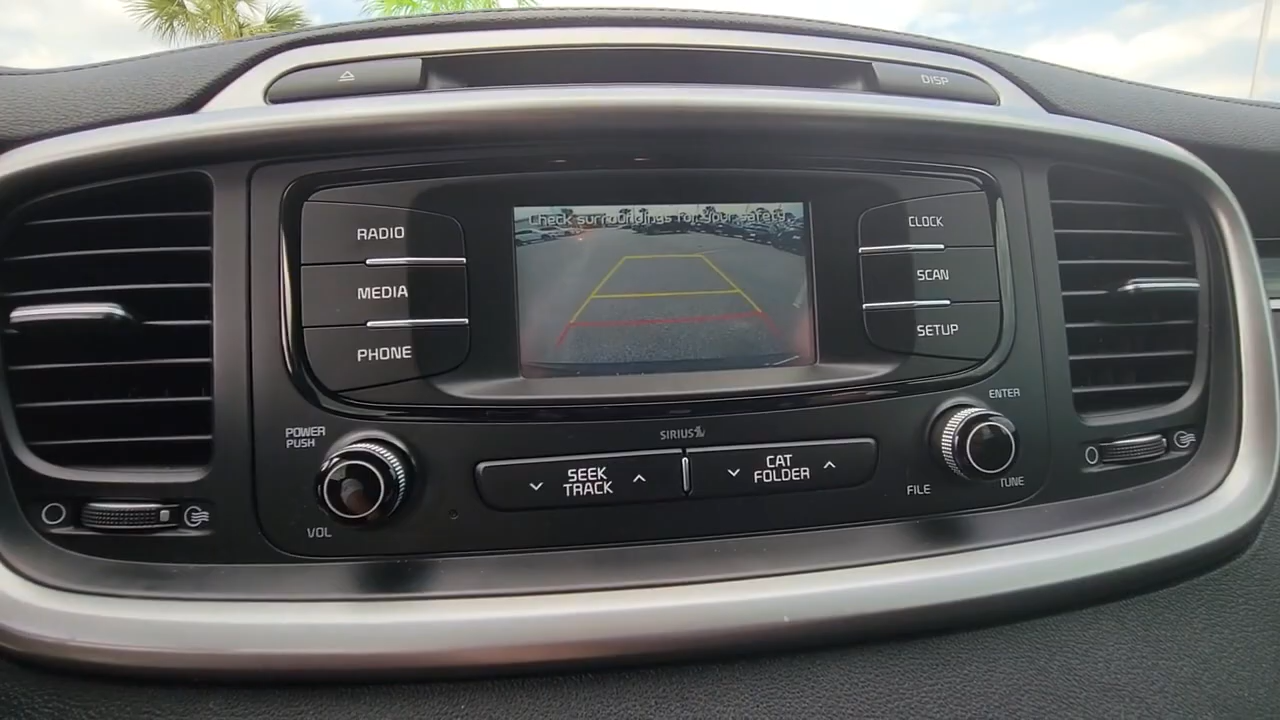 DISP
RADIO
MEDIA
PHONE
Check surroundings for your safety.
CLOCK
SCAN
SETUP
POWER
PUSH
VOL
SIRIUS
SEEK
TRACK
CAT
FOLDER
ENTER
FILE
TUNE